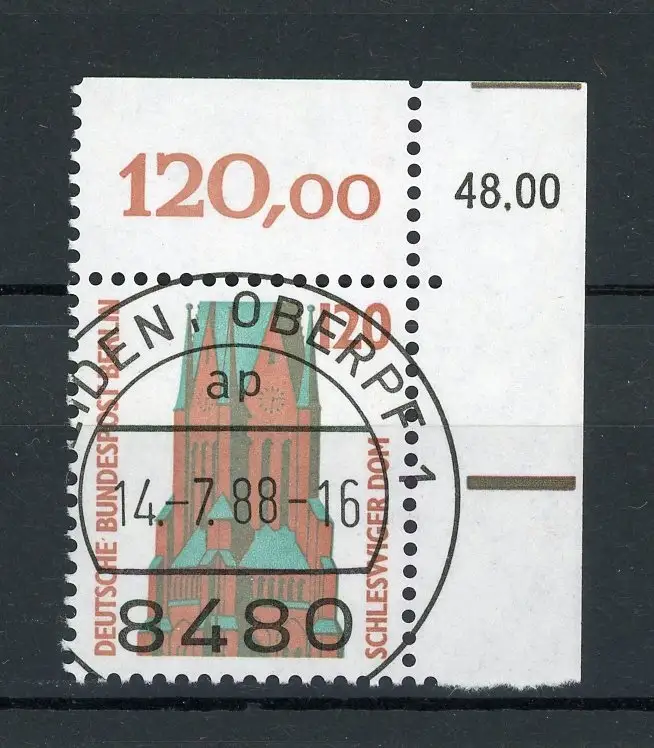 120,00
48,00
120
DEUTSCHE BUNDESPOST BERLIN
SCHLESWIGER DOM
IDEN, OBERPF 1
ap
14.-7.88-16
8480